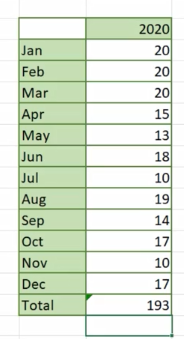 2020
Jan 20
Feb 20
Mar 20
Apr 15
May 13
Jun 18
Jul 10
Aug 19
Sep 14
Oct 17
Nov 10
Dec 17
Total 193